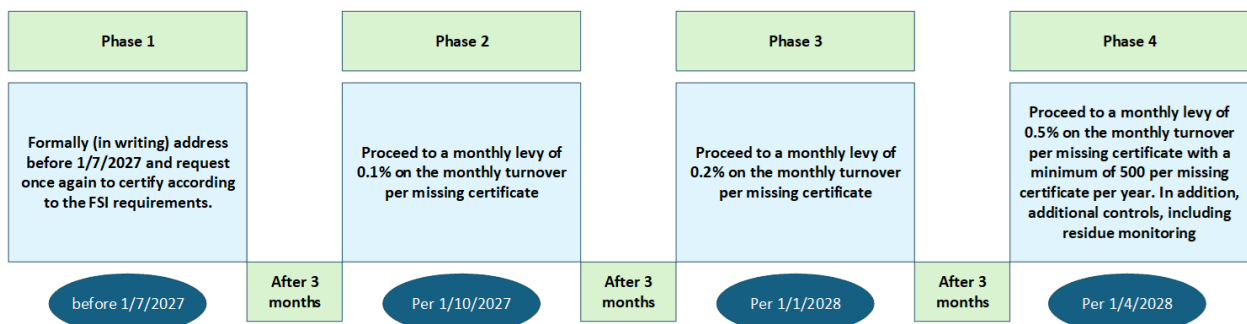 Phase 1
Phase 2
Phase 3
Phase 4
Formally (in writing) address
before 1/7/2027 and request
once again to certify according
to the FSI requirements.
Proceed to a monthly levy of
0.1% on the monthly turnover
per missing certificate
Proceed to a monthly levy of
0.2% on the monthly turnover
per missing certificate
Proceed to a monthly levy of
0.5% on the monthly turnover
per missing certificate with a
minimum of 500 per missing
certificate per year. In addition,
additional controls, including
residue monitoring
before 1/7/2027
After 3
months
Per 1/10/2027
After 3
months
Per 1/1/2028
After 3
months
Per 1/4/2028